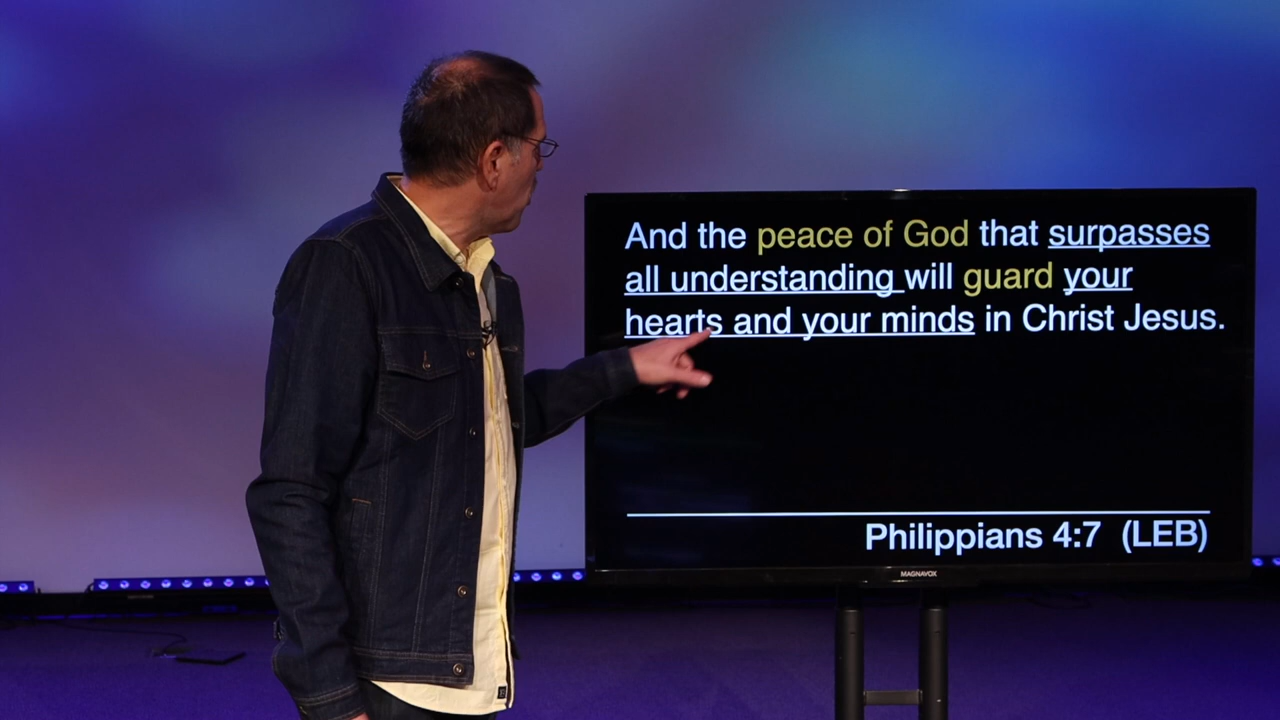 And the peace of God that surpasses
all understanding will guard your
hearts and your minds in Christ Jesus.
Philippians 4:7 (LEB)
MAGNAVOX